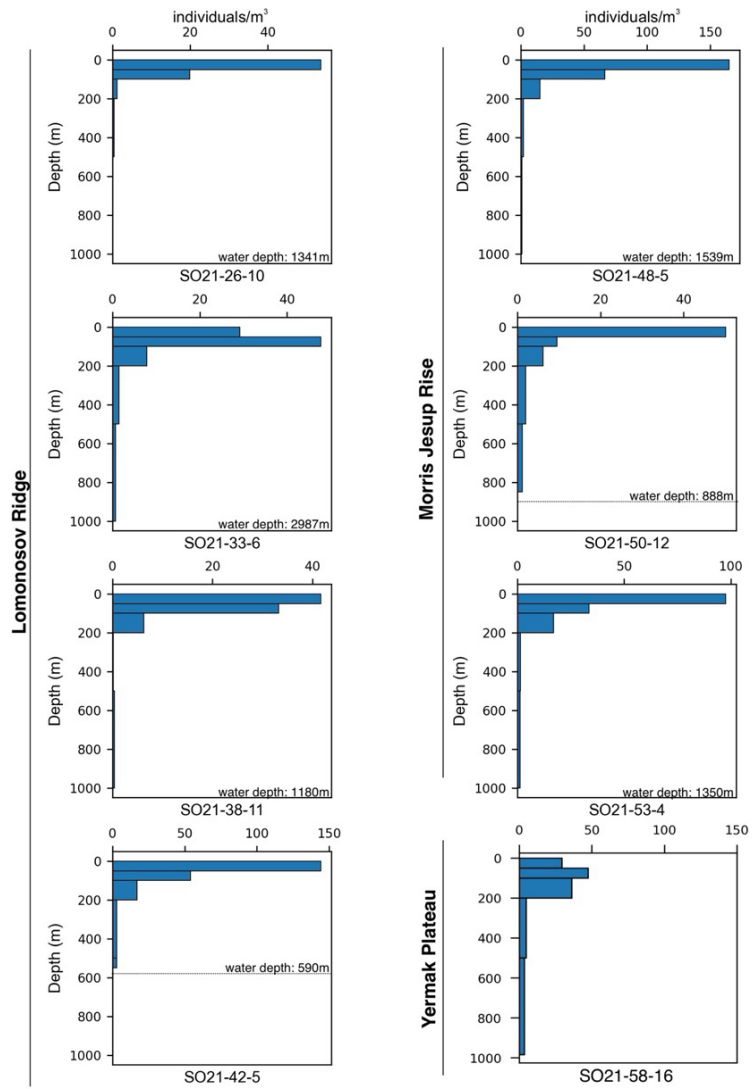 individuals/m³
0 20 40
0
200
400
600
800
1000
Depth (m)
water depth: 1341m
SO21-26-10
0 20 40
0
200
400
600
800
1000
Depth (m)
water depth: 2987m
SO21-33-6
0 20 40
0
200
400
600
800
1000
Depth (m)
water depth: 1180m
SO21-38-11
0 50 100 150
0
200
400
600
800
1000
Depth (m)
water depth: 590m
SO21-42-5
Lomonosov Ridge
individuals/m³
0 50 100 150
0
200
400
600
800
1000
Depth (m)
water depth: 1539m
SO21-48-5
0 20 40
0
200
400
600
800
1000
Depth (m)
water depth: 888m
SO21-50-12
0 50 100
0
200
400
600
800
1000
Depth (m)
water depth: 1350m
SO21-53-4
Morris Jesup Rise
0 50 100 150
0
200
400
600
800
1000
Depth (m)
SO21-58-16
Yermak Plateau